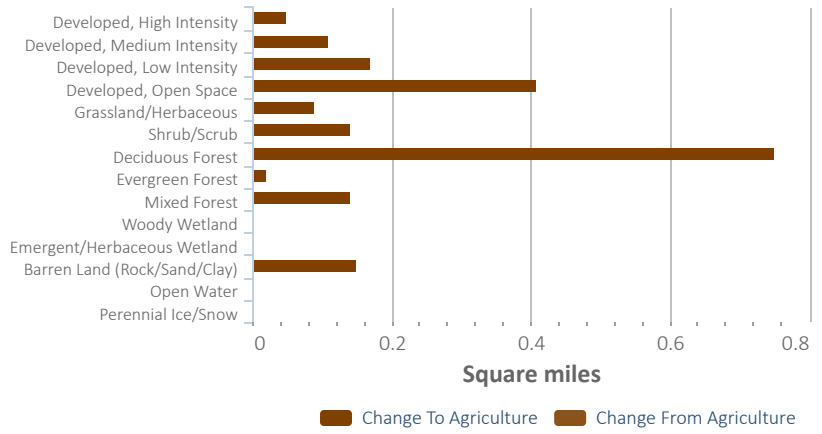 Developed, High Intensity
Developed, Medium Intensity
Developed, Low Intensity
Developed, Open Space
Grassland/Herbaceous
Shrub/Scrub
Deciduous Forest
Evergreen Forest
Mixed Forest
Woody Wetland
Emergent/Herbaceous Wetland
Barren Land (Rock/Sand/Clay)
Open Water
Perennial Ice/Snow
0 0.2 0.4 0.6 0.8
Square miles
Change To Agriculture Change From Agriculture